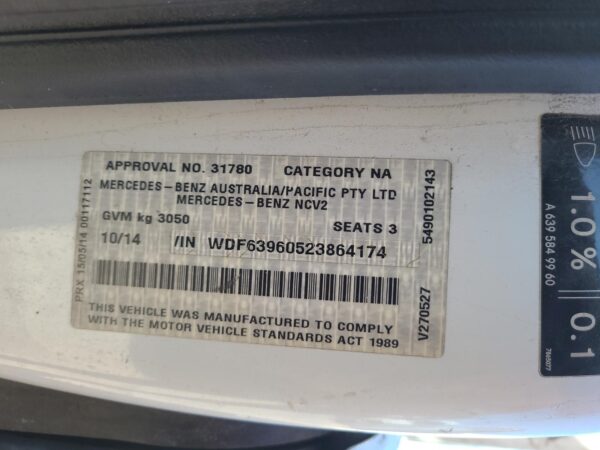 APPROVAL NO. 31780 CATEGORY NA
MERCEDES-BENZ AUSTRALIA/PACIFIC PTY LTD
MERCEDES-BENZ NCV2
GVM kg 3050 SEATS 3
10/14 /IN WDF63960523864174
THIS VEHICLE WAS MANUFACTURED TO COMPLY
WITH THE MOTOR VEHICLE STANDARDS ACT 1989
PRX 15/05/14 00117112
5490102143
V270527
1.0% 0.1
A 639 584 99 60